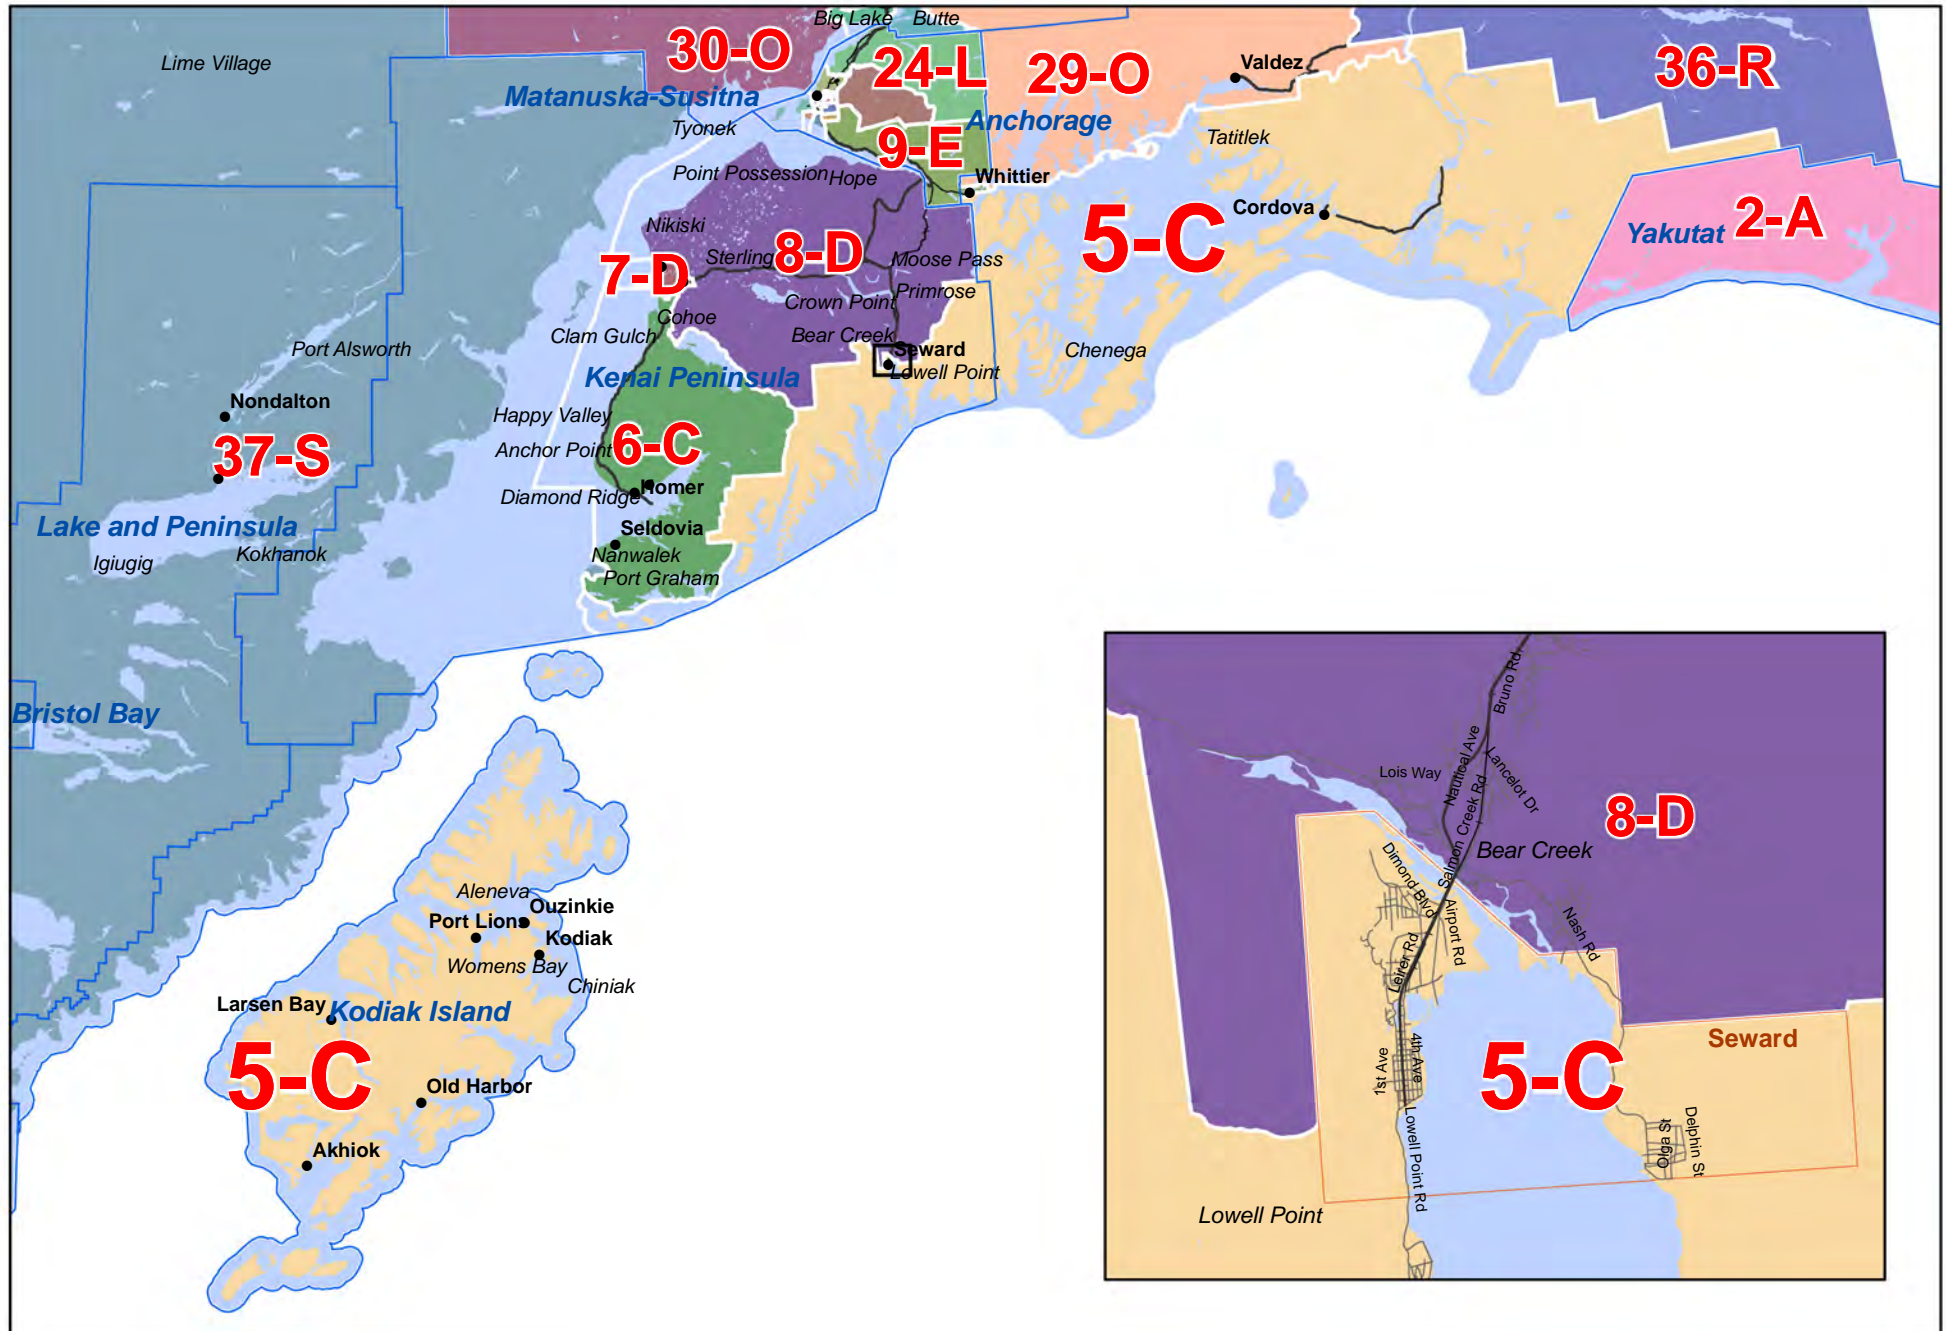 Big Lake
Butte
Lime Village
30-O
24-L
29-O
Valdez
36-R
Matanuska-Susitna
Tyonek
Anchorage
Tatitlek
9-E
Point Possession
Hope
Whittier
5-C
Cordova
Nikiski
Yakutat
2-A
Sterling
8-D
Moose Pass
7-D
Crown Point
Primrose
Cohoe
Clam Gulch
Bear Creek
Seward
Port Alsworth
Chenega
Kenai Peninsula
Lowell Point
Nondalton
Happy Valley
37-S
Anchor Point
6-C
Diamond Ridge
Homer
Lake and Peninsula
Seldovia
Igiugig
Kokhanok
Nanwalek
Port Graham
Bristol Bay
Aleneva
Ouzinkie
Port Lions
Kodiak
Womens Bay
Chiniak
Larsen Bay
Kodiak Island
5-C
Old Harbor
Akhiok
Bruno Rd
Nautical Ave
Lois Way
Lancelot Dr
Salmon Creek Rd
8-D
Bear Creek
Dimond Blvd
Airport Rd
Nash Rd
Leirer Rd
Seward
1st Ave
4th Ave
5-C
Lowell Point Rd
Olga St
Delphin St
Lowell Point